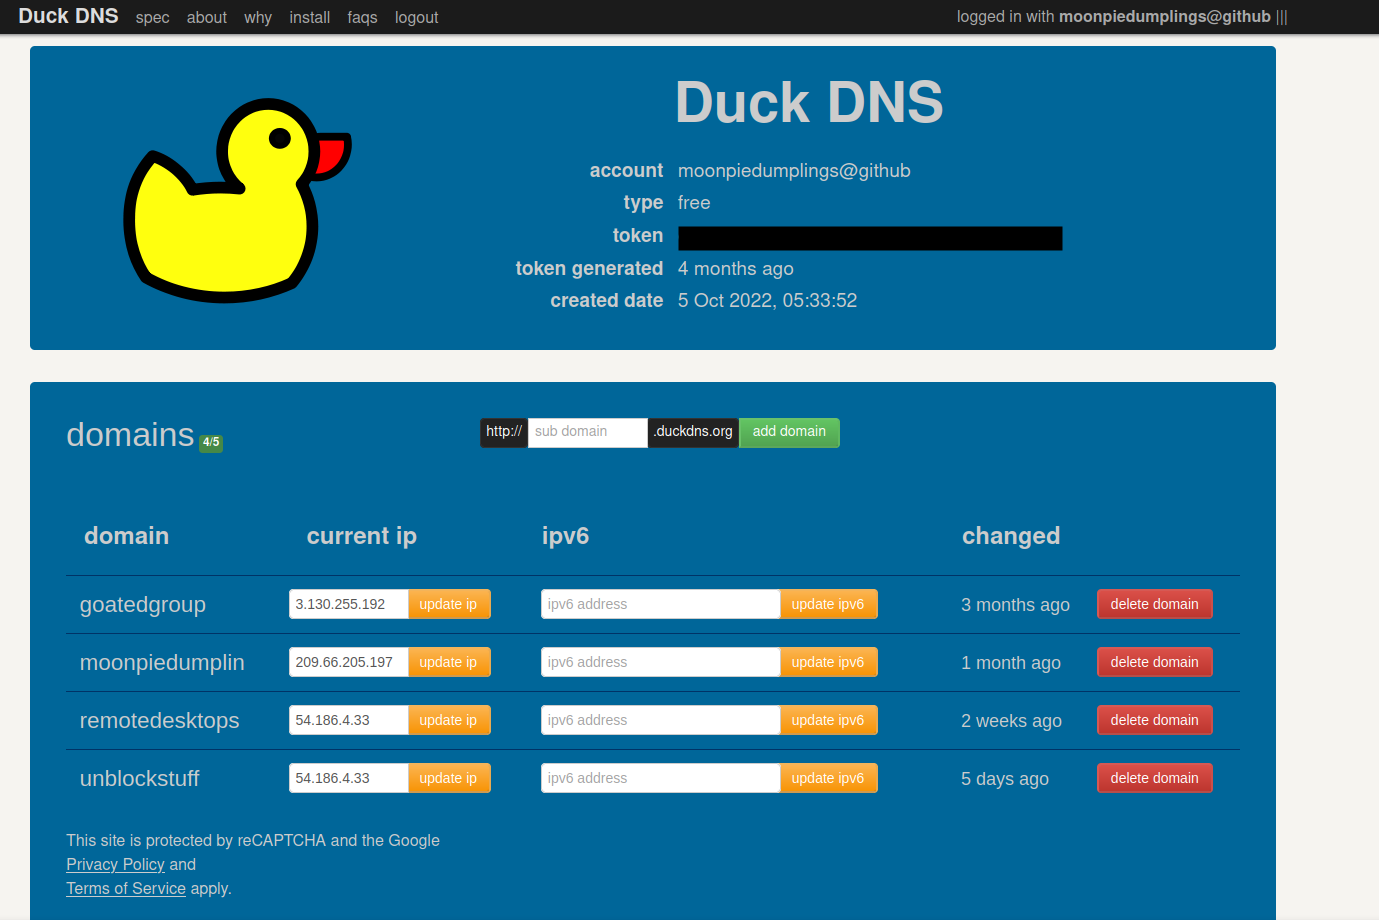 Duck DNS spec about why install faqs logout logged in with moonpiedumplings@github |||
Duck DNS
account moonpiedumplings@github
type free
token
token generated 4 months ago
created date 5 Oct 2022, 05:33:52
domains 4/5 http:// sub domain .duckdns.org add domain
domain current ip ipv6 changed
goatedgroup 3.130.255.192 update ip ipv6 address update ipv6 3 months ago delete domain
moonpiedumplin 209.66.205.197 update ip ipv6 address update ipv6 1 month ago delete domain
remotedesktops 54.186.4.33 update ip ipv6 address update ipv6 2 weeks ago delete domain
unblockstuff 54.186.4.33 update ip ipv6 address update ipv6 5 days ago delete domain
This site is protected by reCAPTCHA and the Google
Privacy Policy and
Terms of Service apply.